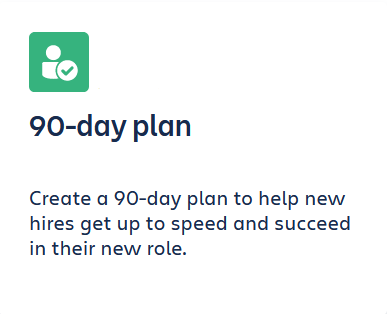 90-day plan
Create a 90-day plan to help new
hires get up to speed and succeed
in their new role.